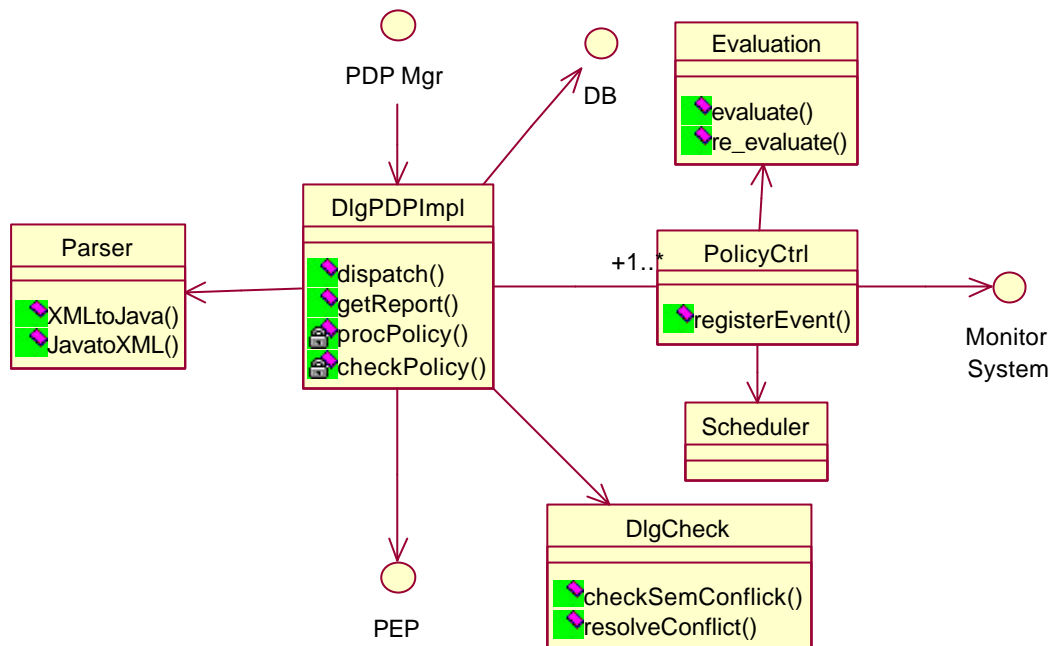 PDP Mgr
DB
Evaluation
evaluate()
re_evaluate()
DlgPDPImpl
dispatch()
getReport()
procPolicy()
checkPolicy()
Parser
XMLtoJava()
JavatoXML()
+1..*
PolicyCtrl
registerEvent()
Monitor
System
Scheduler
DlgCheck
checkSemConflick()
resolveConflict()
PEP